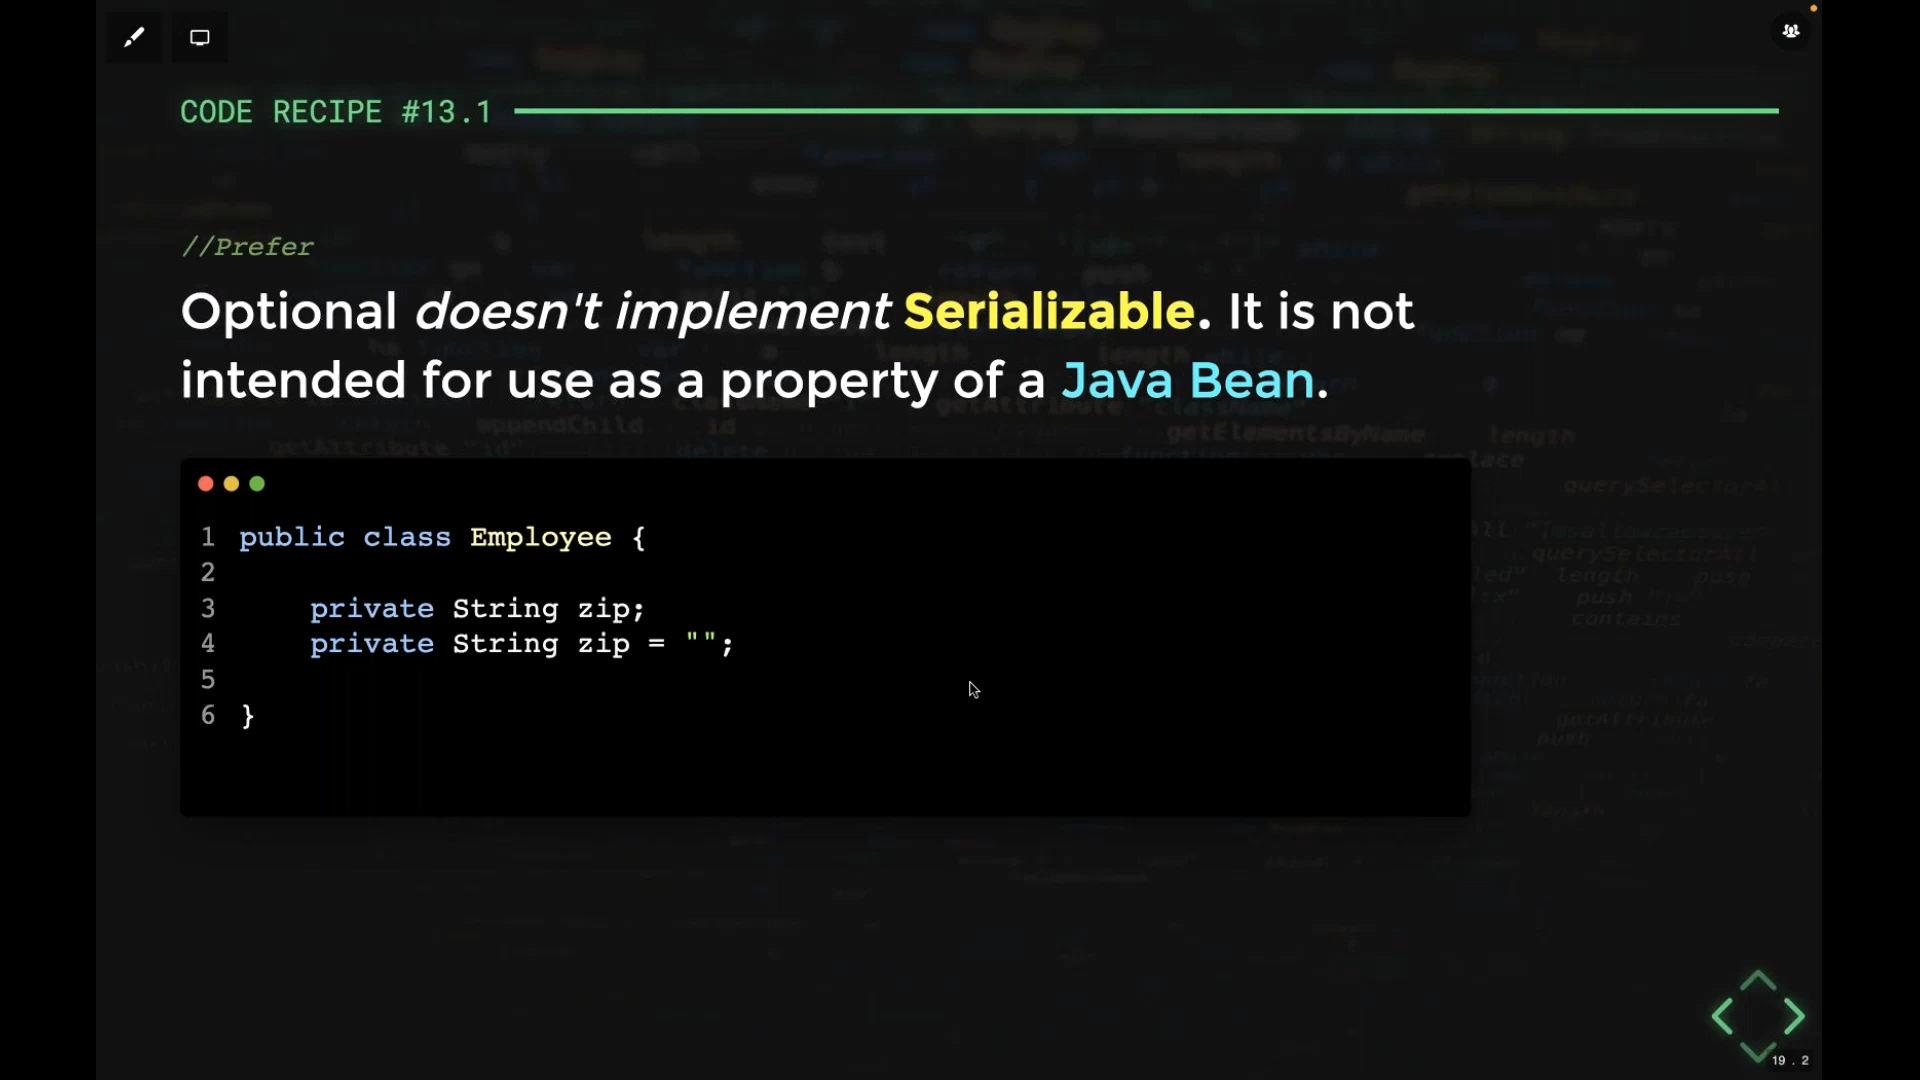 CODE RECIPE #13.1
//Prefer
Optional doesn't implement Serializable. It is not
intended for use as a property of a Java Bean.
1 public class Employee {
2
3 private String zip;
4 private String zip = "";
5
6 }
19 . 2